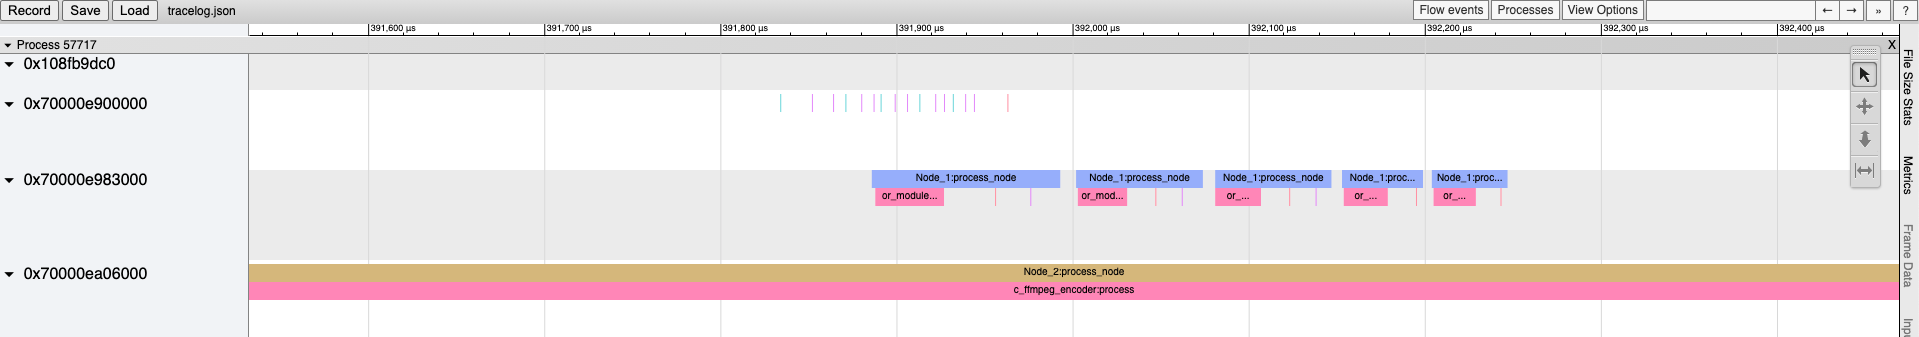 Record Save Load tracelog.json Flow events Processes View Options ← → » ?
391,600 µs 391,700 µs 391,800 µs 391,900 µs 392,000 µs 392,100 µs 392,200 µs 392,300 µs 392,400 µs
Process 57717 X
0x108fb9dc0
0x70000e900000
0x70000e983000
Node_1:process_node Node_1:process_node Node_1:process_node Node_1:proc... Node_1:proc...
or_module... or_mod... or_... or_... or_...
0x70000ea06000
Node_2:process_node
c_ffmpeg_encoder:process
File Size Stats
Metrics
Frame Data